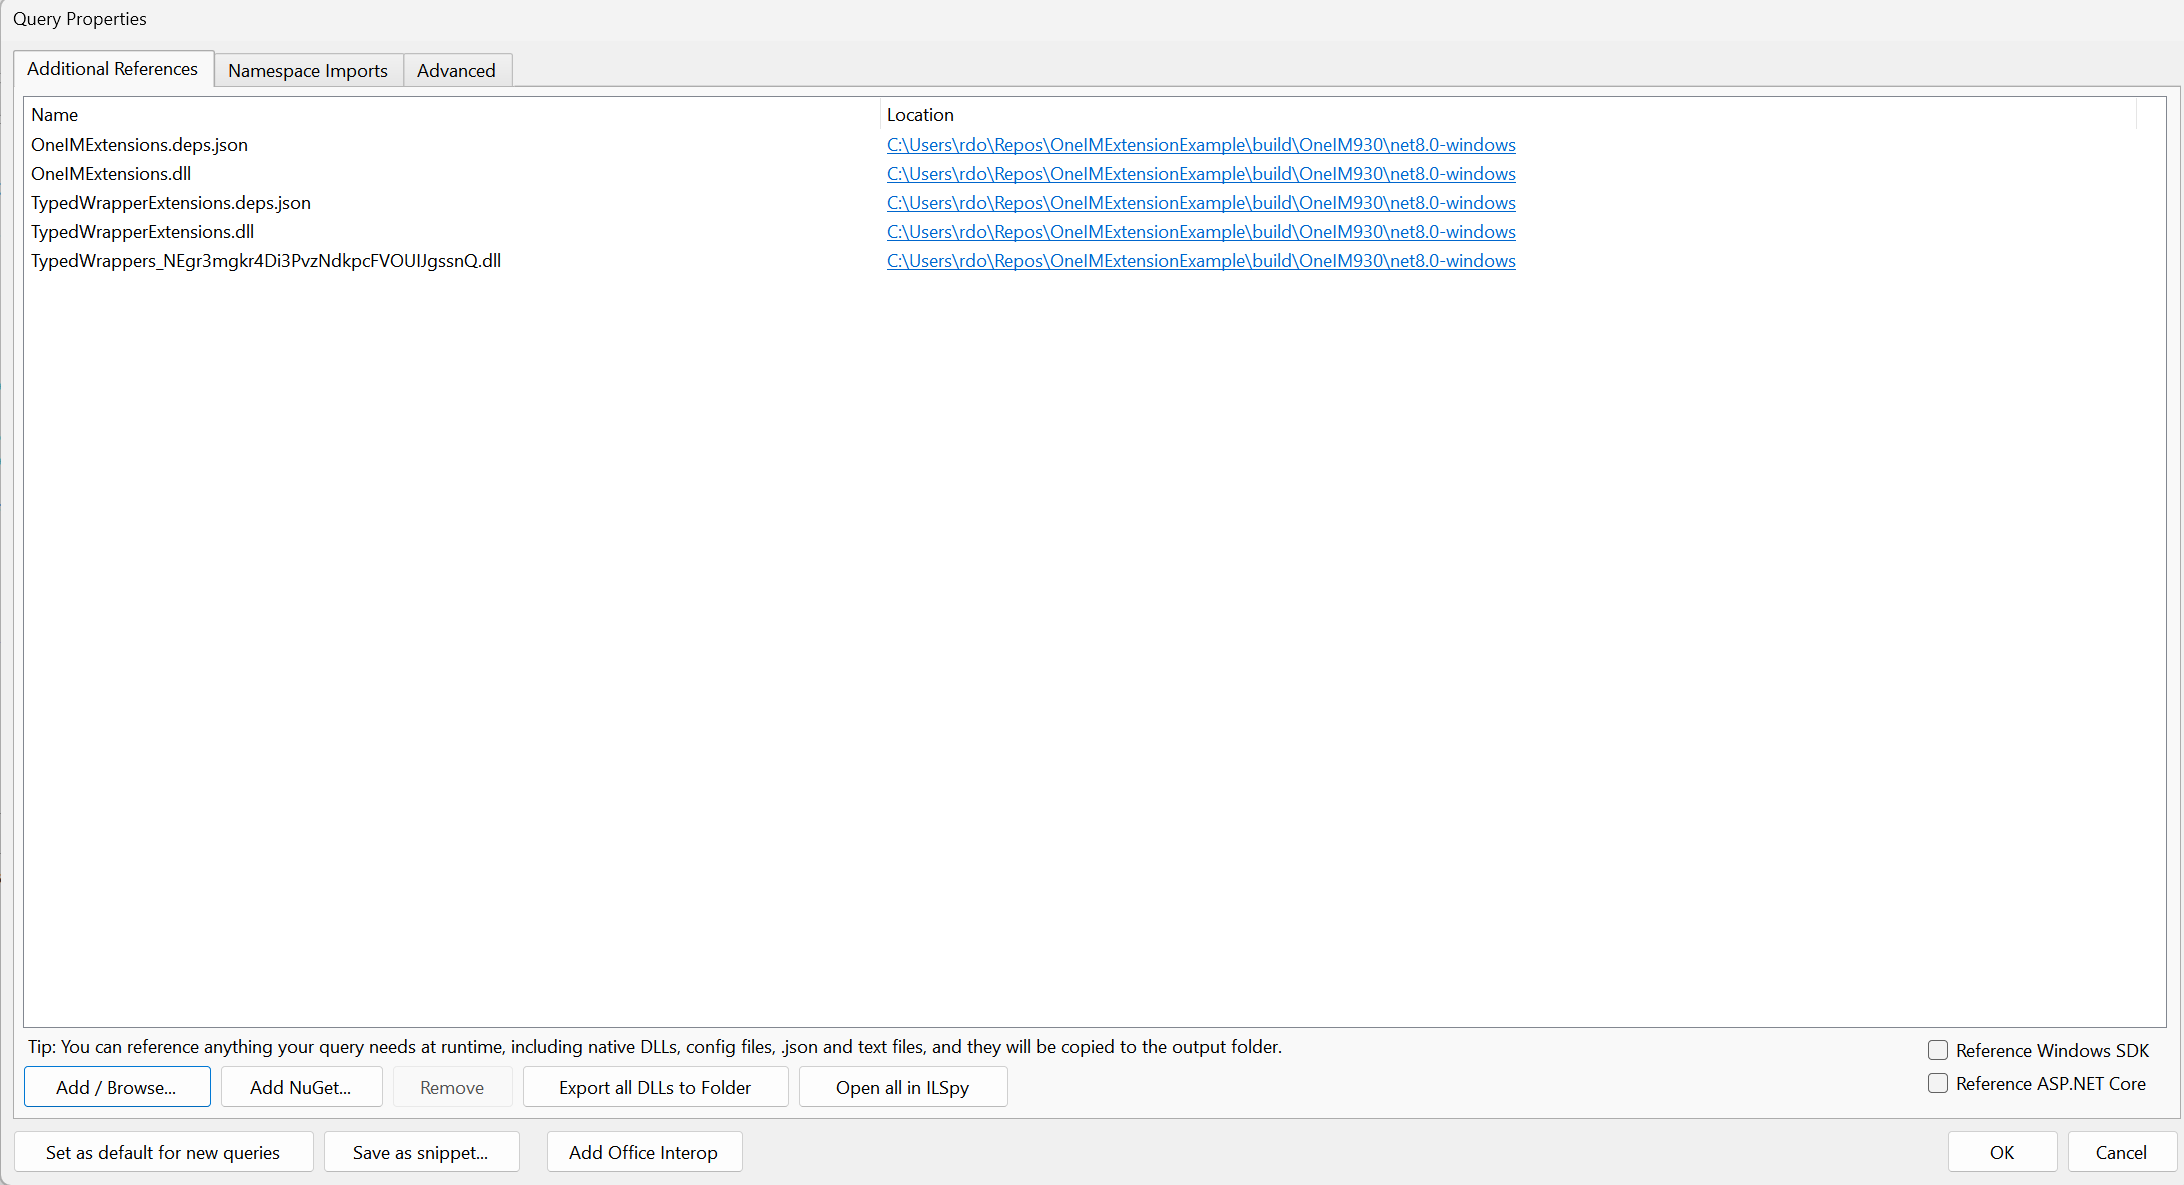 Query Properties
Additional References Namespace Imports Advanced
Name Location
OneIMExtensions.deps.json C:\Users\rdo\Repos\OneIMExtensionExample\build\OneIM930\net8.0-windows
OneIMExtensions.dll C:\Users\rdo\Repos\OneIMExtensionExample\build\OneIM930\net8.0-windows
TypedWrapperExtensions.deps.json C:\Users\rdo\Repos\OneIMExtensionExample\build\OneIM930\net8.0-windows
TypedWrapperExtensions.dll C:\Users\rdo\Repos\OneIMExtensionExample\build\OneIM930\net8.0-windows
TypedWrappers_NEgr3mgkr4Di3PvzNdkpcFVOUIJgssnQ.dll C:\Users\rdo\Repos\OneIMExtensionExample\build\OneIM930\net8.0-windows
Tip: You can reference anything your query needs at runtime, including native DLLs, config files, .json and text files, and they will be copied to the output folder.
Reference Windows SDK
Add / Browse... Add NuGet... Remove Export all DLLs to Folder Open all in ILSpy
Reference ASP.NET Core
Set as default for new queries Save as snippet... Add Office Interop OK Cancel